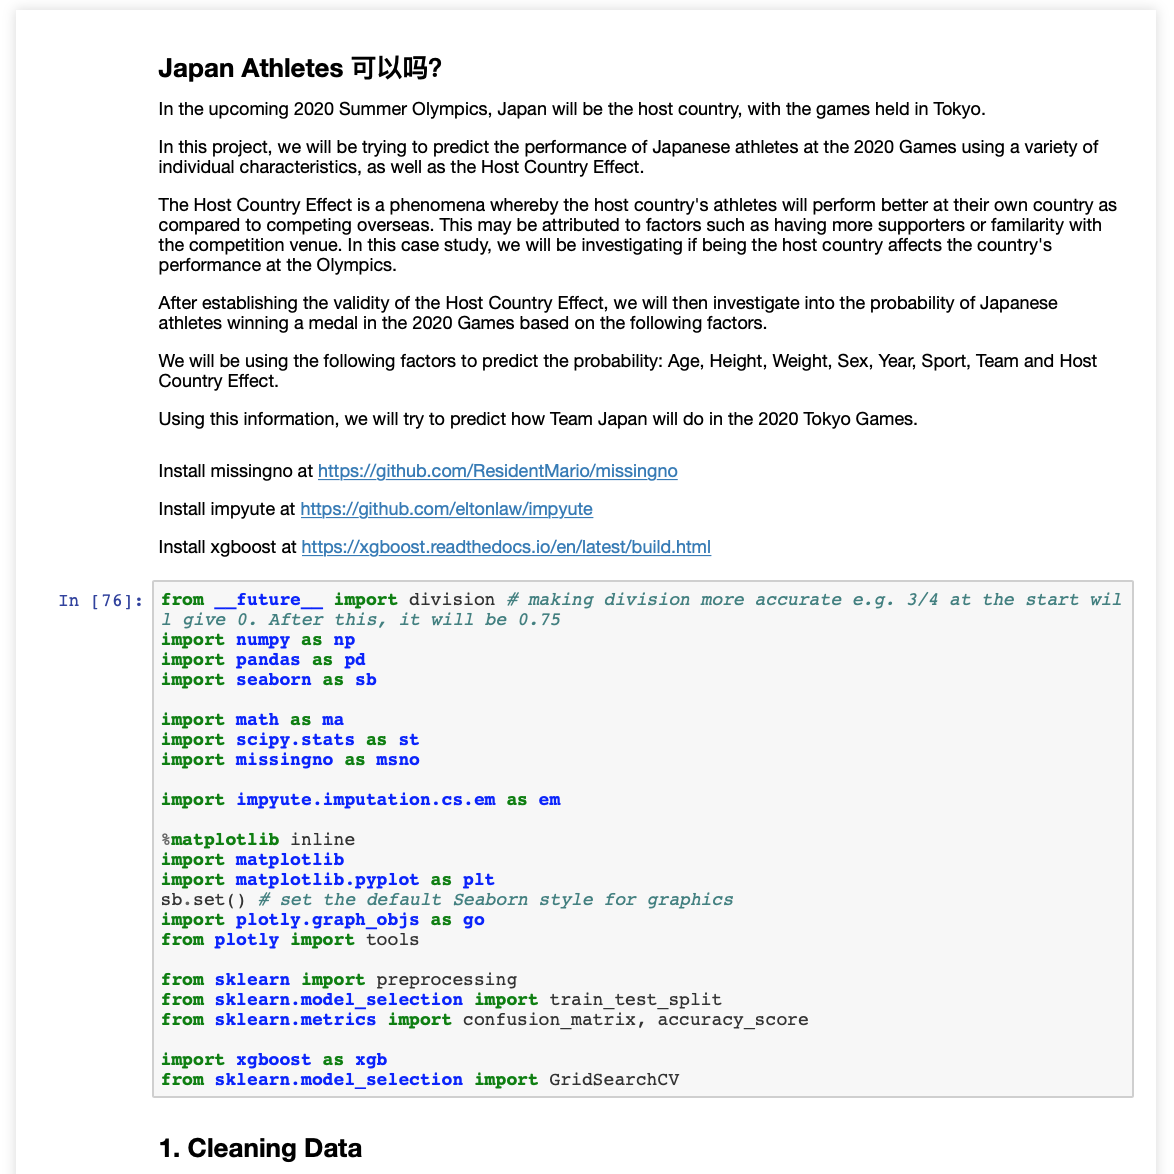 Japan Athletes 可以吗?
In the upcoming 2020 Summer Olympics, Japan will be the host country, with the games held in Tokyo.
In this project, we will be trying to predict the performance of Japanese athletes at the 2020 Games using a variety of
individual characteristics, as well as the Host Country Effect.
The Host Country Effect is a phenomena whereby the host country's athletes will perform better at their own country as
compared to competing overseas. This may be attributed to factors such as having more supporters or familarity with
the competition venue. In this case study, we will be investigating if being the host country affects the country's
performance at the Olympics.
After establishing the validity of the Host Country Effect, we will then investigate into the probability of Japanese
athletes winning a medal in the 2020 Games based on the following factors.
We will be using the following factors to predict the probability: Age, Height, Weight, Sex, Year, Sport, Team and Host
Country Effect.
Using this information, we will try to predict how Team Japan will do in the 2020 Tokyo Games.
Install missingno at https://github.com/ResidentMario/missingno
Install impyute at https://github.com/eltonlaw/impyute
Install xgboost at https://xgboost.readthedocs.io/en/latest/build.html
In [76]: from __future__ import division # making division more accurate e.g. 3/4 at the start wil
l give 0. After this, it will be 0.75
import numpy as np
import pandas as pd
import seaborn as sb
import math as ma
import scipy.stats as st
import missingno as msno
import impyute.imputation.cs.em as em
%matplotlib inline
import matplotlib
import matplotlib.pyplot as plt
sb.set() # set the default Seaborn style for graphics
import plotly.graph_objs as go
from plotly import tools
from sklearn import preprocessing
from sklearn.model_selection import train_test_split
from sklearn.metrics import confusion_matrix, accuracy_score
import xgboost as xgb
from sklearn.model_selection import GridSearchCV
1. Cleaning Data